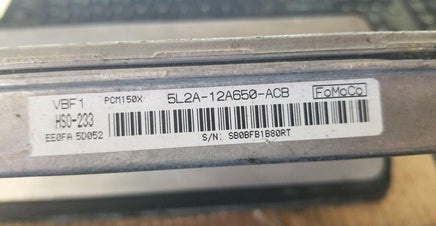 VBF1 PCM150X 5L2A-12A650-ACB FoMoCo
HSO-233
EE0FA 5D052
S/N: SB0BFB1B80RT